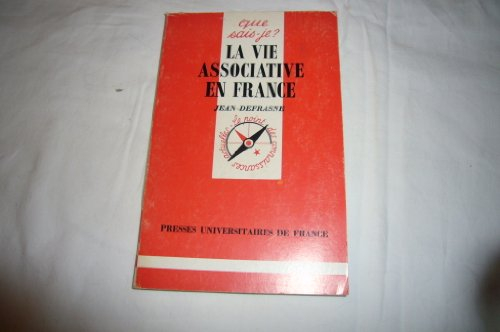 que
sais-je?
LA VIE
ASSOCIATIVE
EN FRANCE
JEAN DEFRASNE
le point des connaissances actuelles
PRESSES UNIVERSITAIRES DE FRANCE